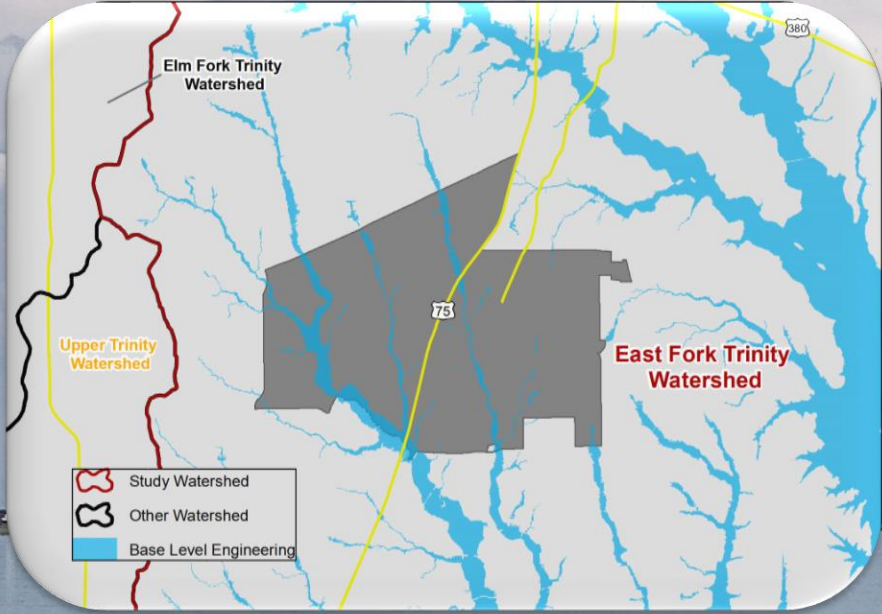 380
Elm Fork Trinity
Watershed
75
Upper Trinity
Watershed
East Fork Trinity
Watershed
Study Watershed
Other Watershed
Base Level Engineering